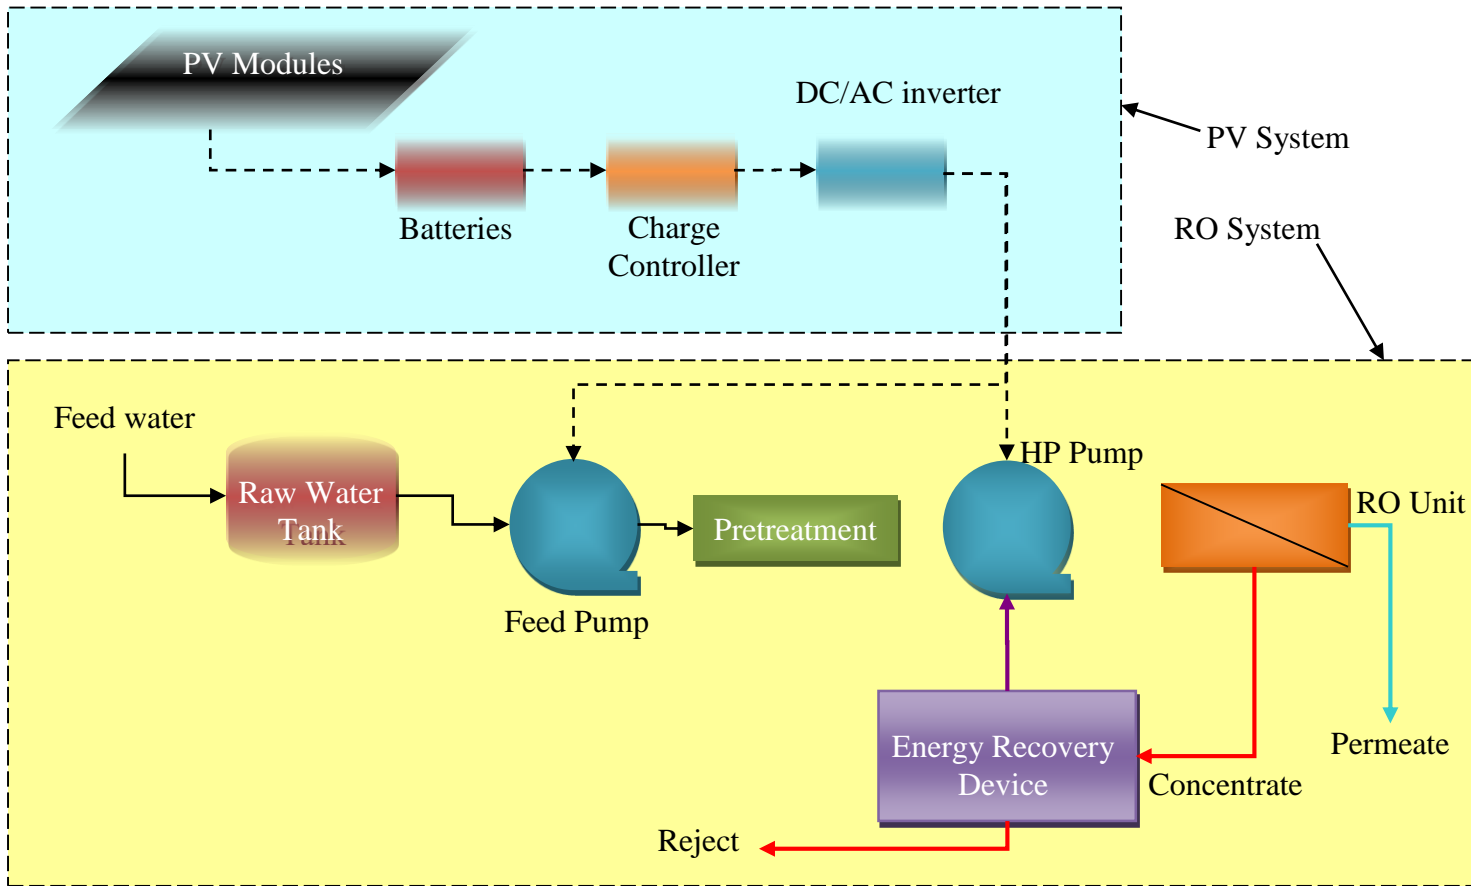 PV Modules
DC/AC inverter
PV System
Batteries
Charge
Controller
RO System
Feed water
HP Pump
Raw Water
Tank
RO Unit
Pretreatment
Feed Pump
Energy Recovery
Device
Permeate
Concentrate
Reject